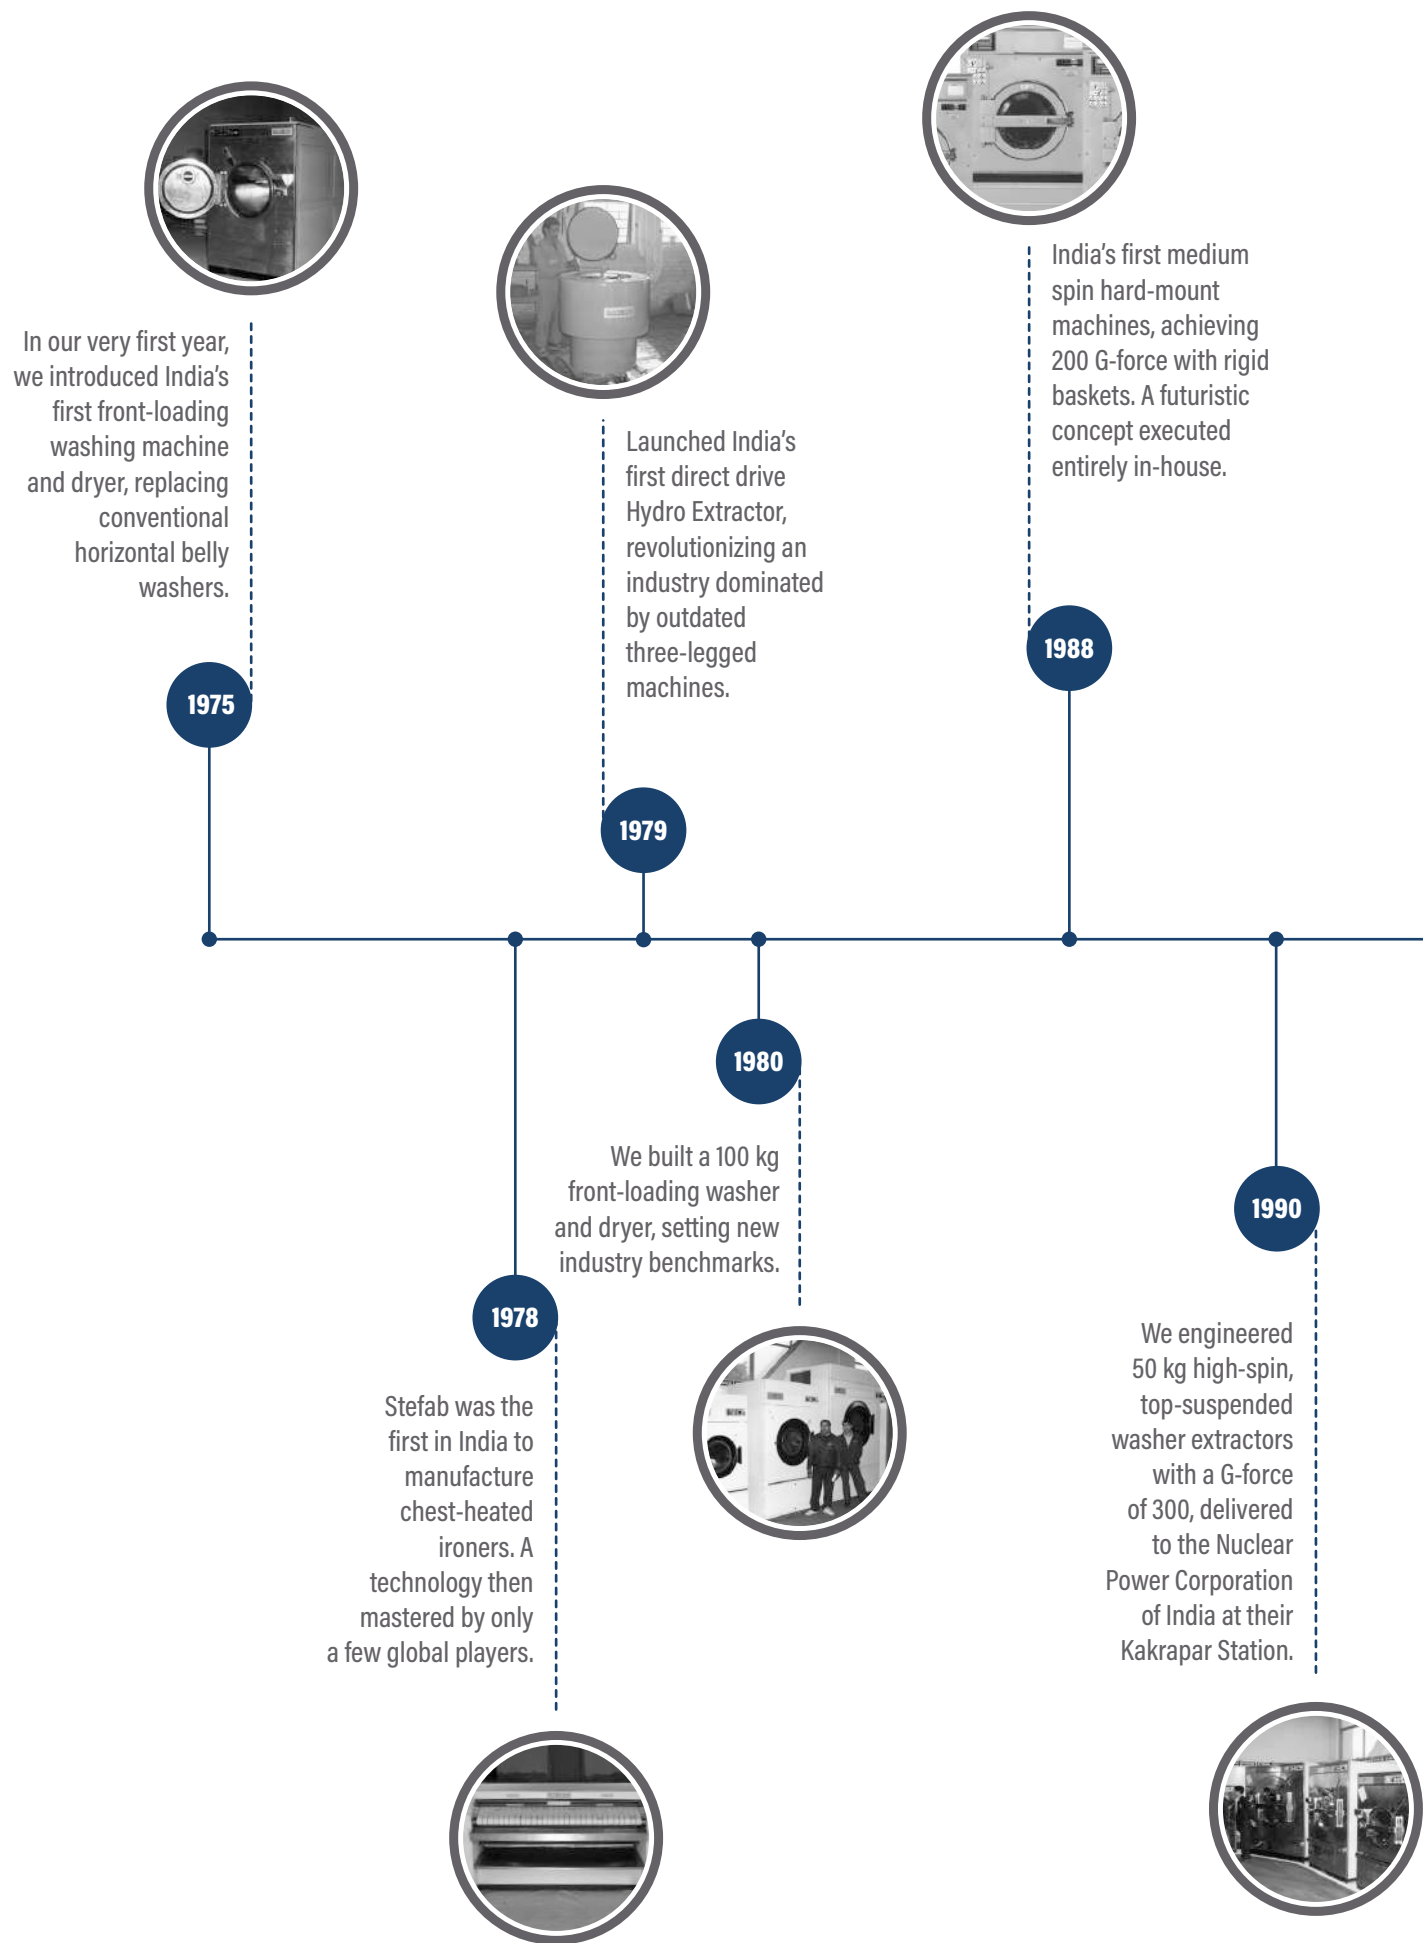 In our very first year,
we introduced India's
first front-loading
washing machine
and dryer, replacing
conventional
horizontal belly
washers.
1975
Stefab was the
first in India to
manufacture
chest-heated
ironers. A
technology then
mastered by only
a few global players.
1978
Launched India's
first direct drive
Hydro Extractor,
revolutionizing an
industry dominated
by outdated
three-legged
machines.
1979
1980
We built a 100 kg
front-loading washer
and dryer, setting new
industry benchmarks.
India's first medium
spin hard-mount
machines, achieving
200 G-force with rigid
baskets. A futuristic
concept executed
entirely in-house.
1988
1990
We engineered
50 kg high-spin,
top-suspended
washer extractors
with a G-force
of 300, delivered
to the Nuclear
Power Corporation
of India at their
Kakrapar Station.